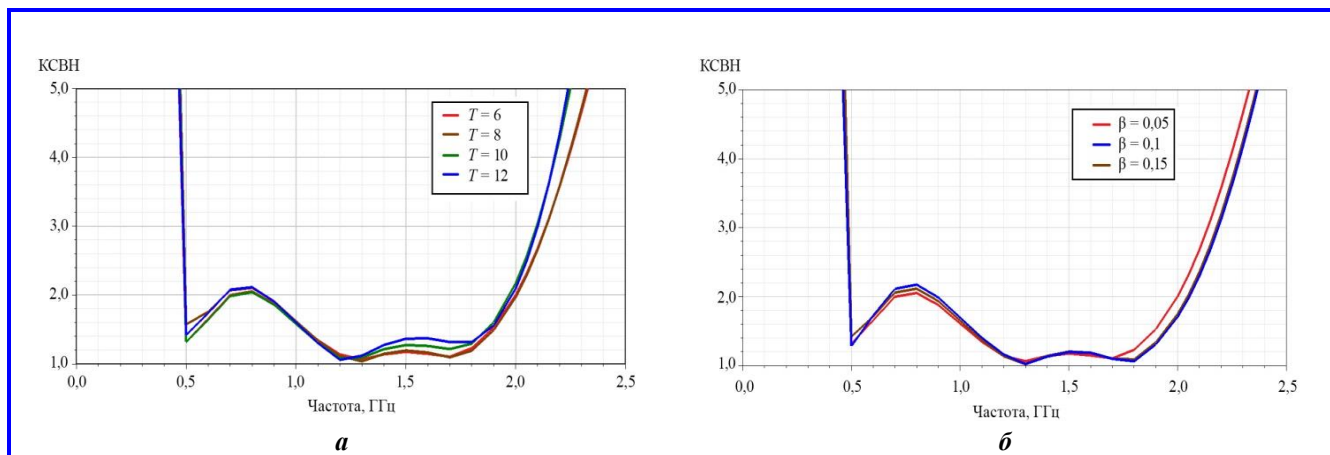 КСВН
5,0
4,0
3,0
2,0
1,0
0,0
0,5
1,0
1,5
2,0
2,5
Частота, ГГц
T = 6
T = 8
T = 10
T = 12
а
КСВН
5,0
4,0
3,0
2,0
1,0
0,0
0,5
1,0
1,5
2,0
2,5
Частота, ГГц
β = 0,05
β = 0,1
β = 0,15
б